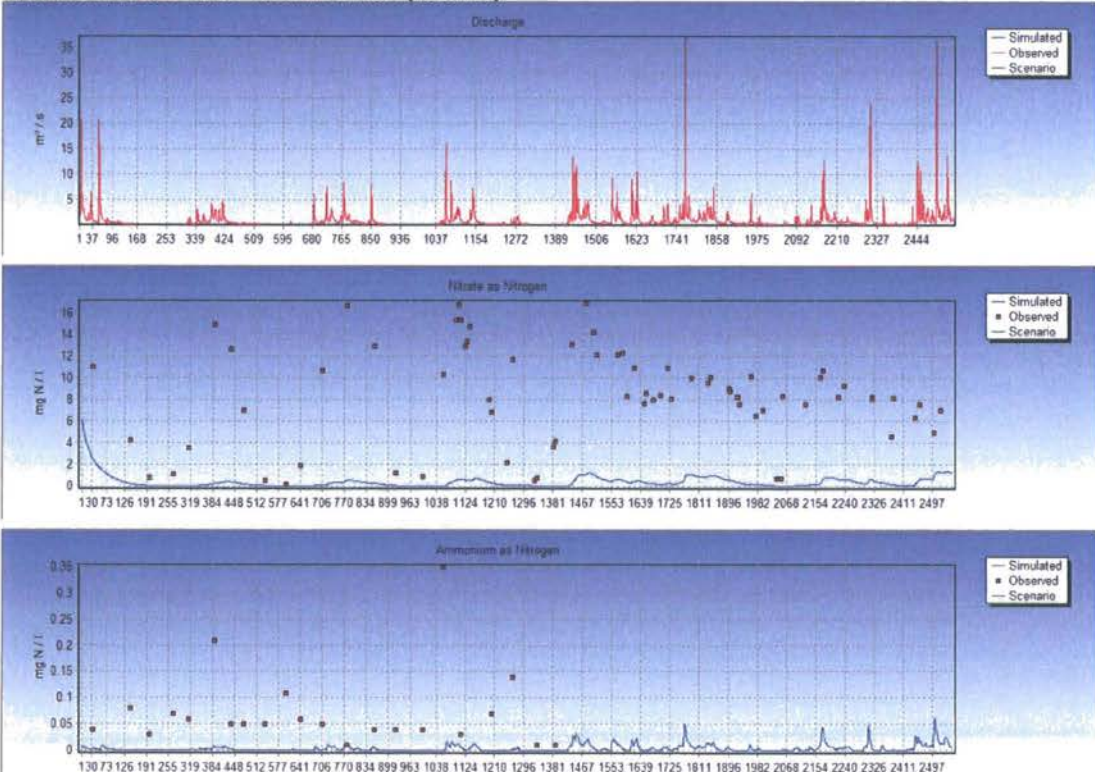 Discharge
m³ / s
35
30
25
20
15
10
5
1 37 96 168 253 339 424 509 595 680 765 850 936 1037 1154 1272 1389 1506 1623 1741 1858 1975 2092 2210 2327 2444
Simulated
Observed
Scenario
Nitrate as Nitrogen
mg N / l
16
14
12
10
8
6
4
2
0
1 30 73 126 191 255 319 384 448 512 577 641 706 770 834 899 963 1038 1124 1210 1296 1381 1467 1553 1639 1725 1811 1896 1982 2068 2154 2240 2326 2411 2497
Simulated
Observed
Scenario
Ammonium as Nitrogen
mg N / l
0.35
0.3
0.25
0.2
0.15
0.1
0.05
0
1 30 73 126 191 255 319 384 448 512 577 641 706 770 834 899 963 1038 1124 1210 1296 1381 1467 1553 1639 1725 1811 1896 1982 2068 2154 2240 2326 2411 2497
Simulated
Observed
Scenario